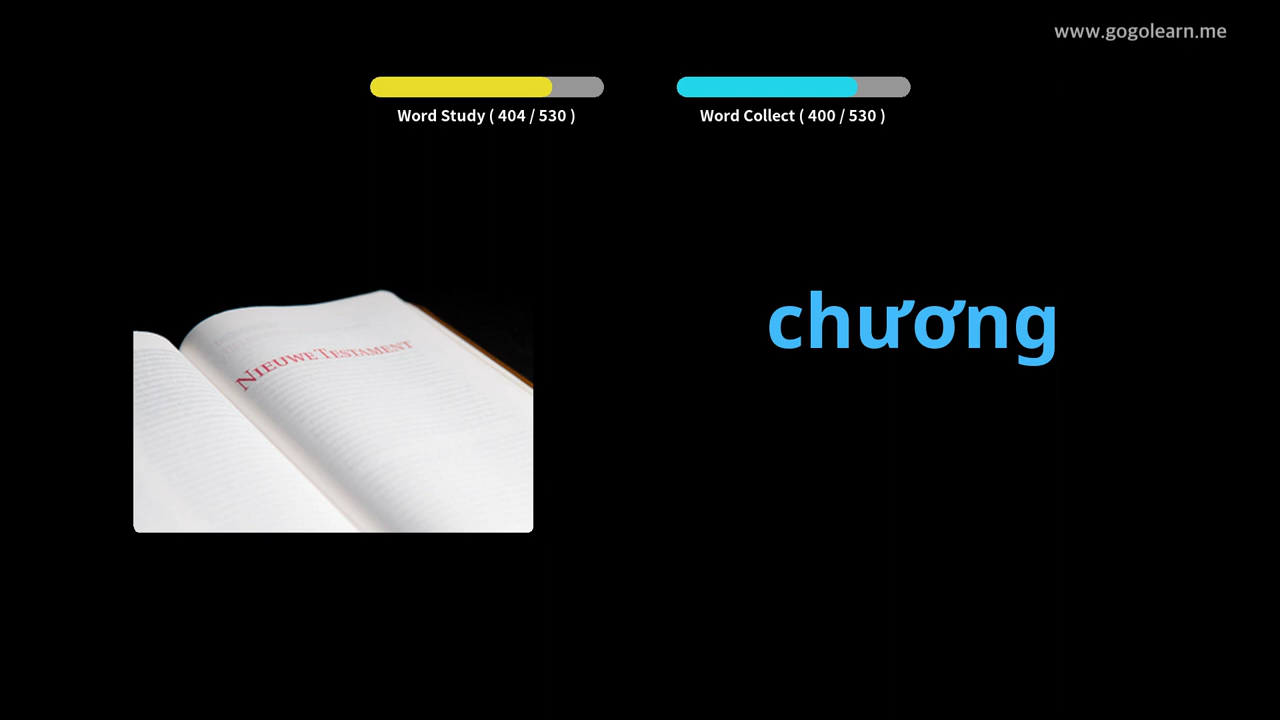 www.gogolearn.me
Word Study ( 404 / 530 )
Word Collect ( 400 / 530 )
chương
NIEUWE TESTAMENT